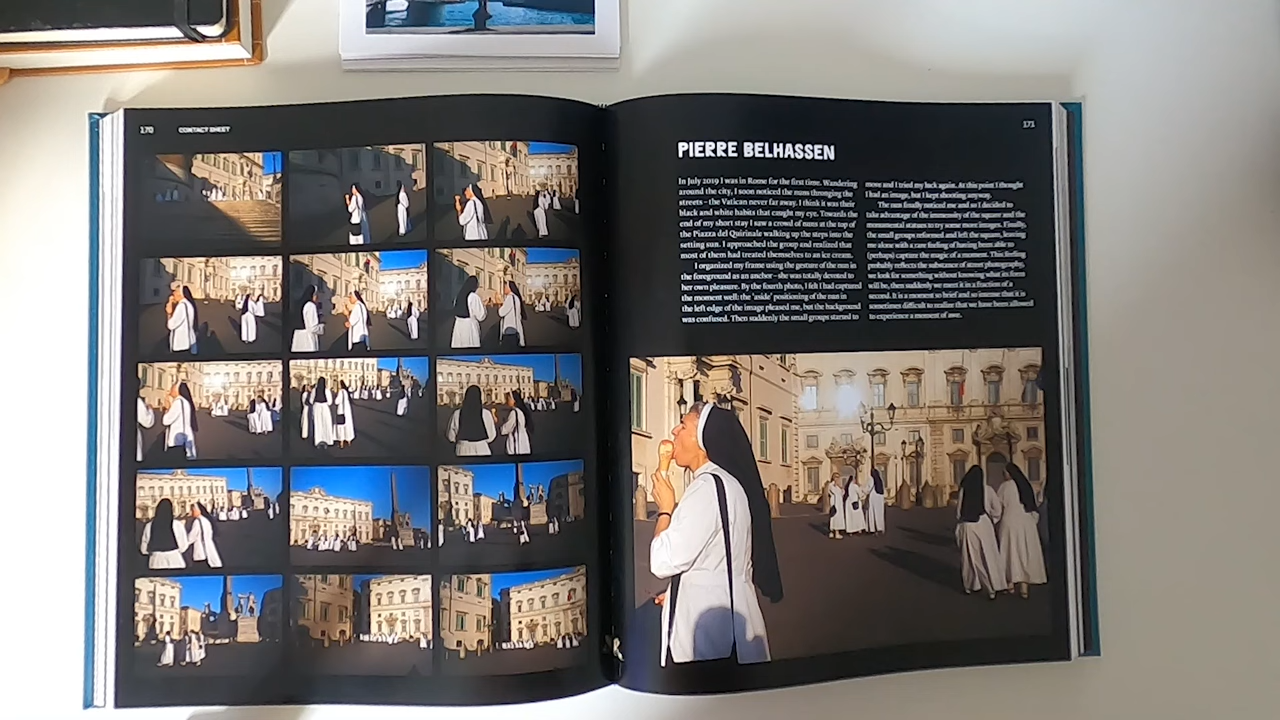 170
CONTACT SHEET
171
PIERRE BELHASSEN
In July 2019 I was in Rome for the first time. Wandering
around the city, I soon noticed the nuns thronging the
streets – the Vatican never far away. I think it was their
black and white habits that caught my eye. Towards the
end of my short stay I saw a crowd of nuns at the top of
the Piazza del Quirinale walking up the steps into the
setting sun. I approached the group and realized that
most of them had treated themselves to an ice cream.
I organized my frame using the gesture of the nun in
the foreground as an anchor – she was totally devoted to
her own pleasure. By the fourth photo, I felt I had captured
the moment well: the ‘aside’ positioning of the nun in
the left edge of the image pleased me, but the background
was confused. Then suddenly the small groups started to
move and I tried my luck again. At this point I thought
I had an image, but I kept shooting anyway.
The nun finally noticed me and so I decided to
take advantage of the immensity of the square and the
monumental statues to try some more images. Finally,
the small groups reformed and left the square, leaving
me alone with a rare feeling of having been able to
(perhaps) capture the magic of a moment. This feeling
probably reflects the substance of street photography,
we look for something without knowing what its form
will be, then suddenly we meet it in a fraction of a
second. It is a moment so brief and so intense that it is
sometimes difficult to realize that we have been allowed
to experience a moment of awe.